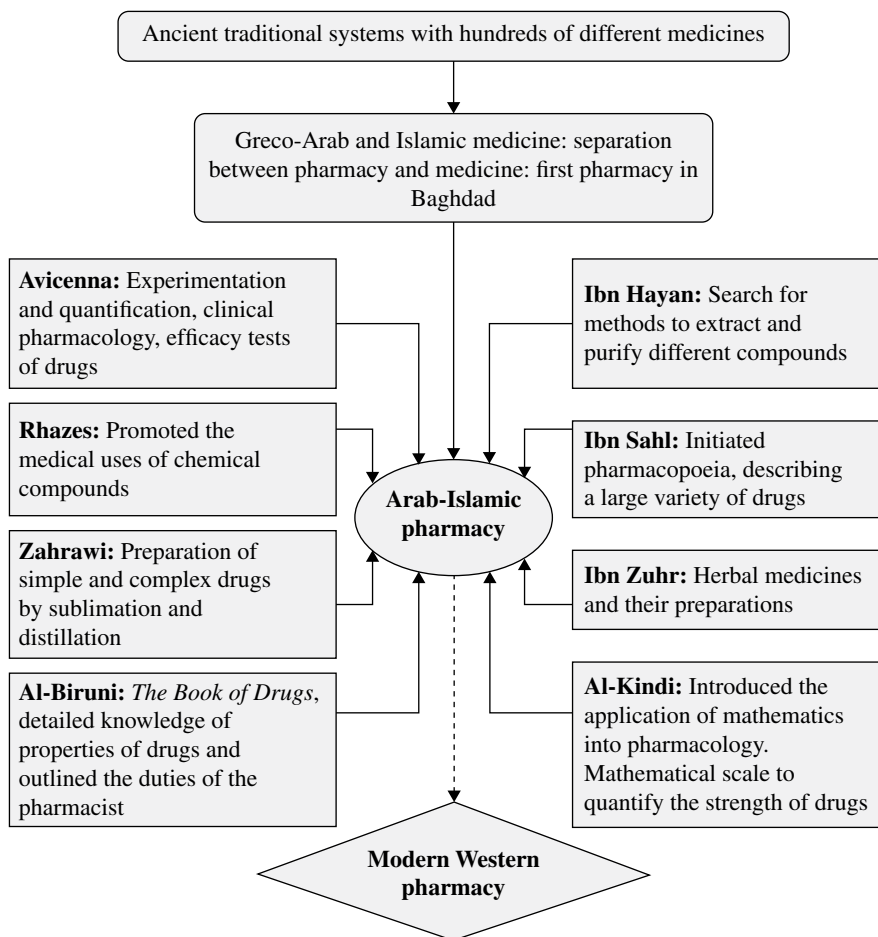 Ancient traditional systems with hundreds of different medicines
Greco-Arab and Islamic medicine: separation
between pharmacy and medicine: first pharmacy in
Baghdad
Avicenna: Experimentation
and quantification, clinical
pharmacology, efficacy tests
of drugs
Rhazes: Promoted the
medical uses of chemical
compounds
Zahrawi: Preparation of
simple and complex drugs
by sublimation and
distillation
Al-Biruni: The Book of Drugs,
detailed knowledge of
properties of drugs and
outlined the duties of the
pharmacist
Ibn Hayan: Search for
methods to extract and
purify different compounds
Ibn Sahl: Initiated
pharmacopoeia, describing
a large variety of drugs
Ibn Zuhr: Herbal medicines
and their preparations
Al-Kindi: Introduced the
application of mathematics
into pharmacology.
Mathematical scale to
quantify the strength of drugs
Arab-Islamic
pharmacy
Modern Western
pharmacy